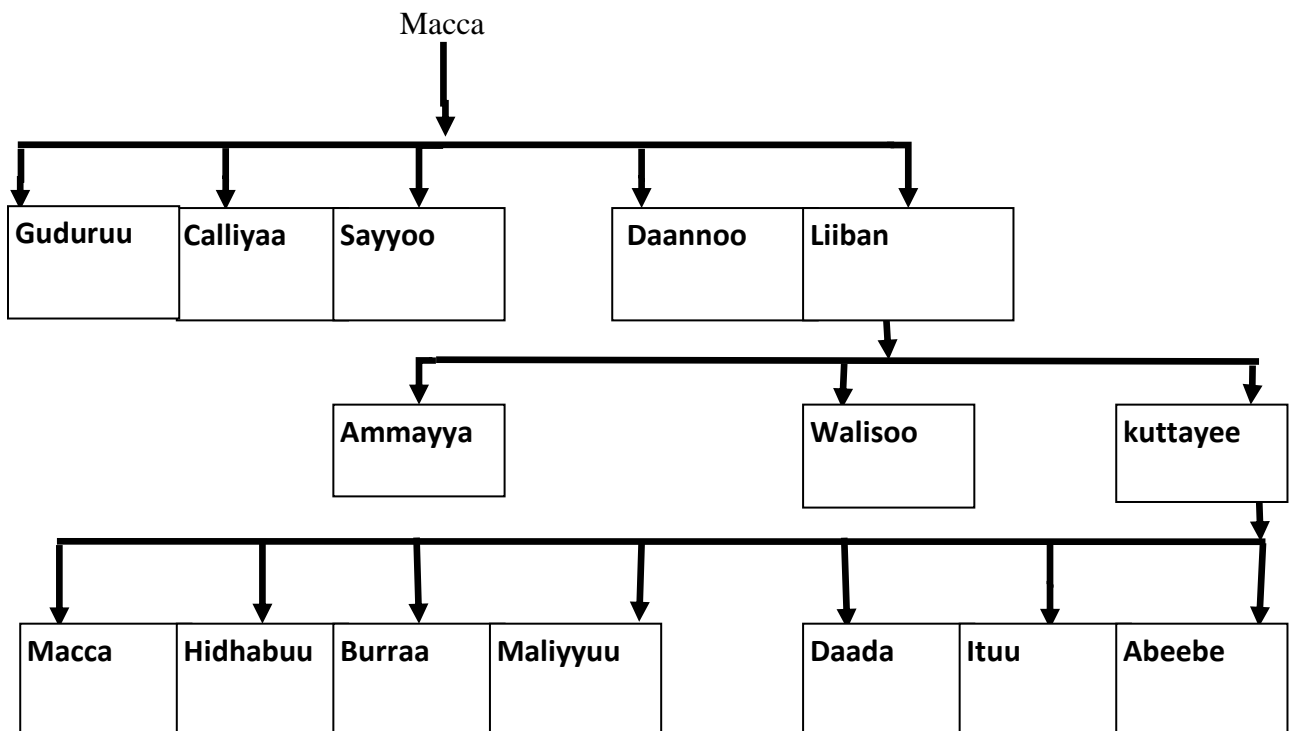 Macca
Guduruu Calliyaa Sayyoo Daannoo Liiban
Ammayya Walisoo kuttayee
Macca Hidhabuu Burraa Maliyyuu Daada Ituu Abeebe